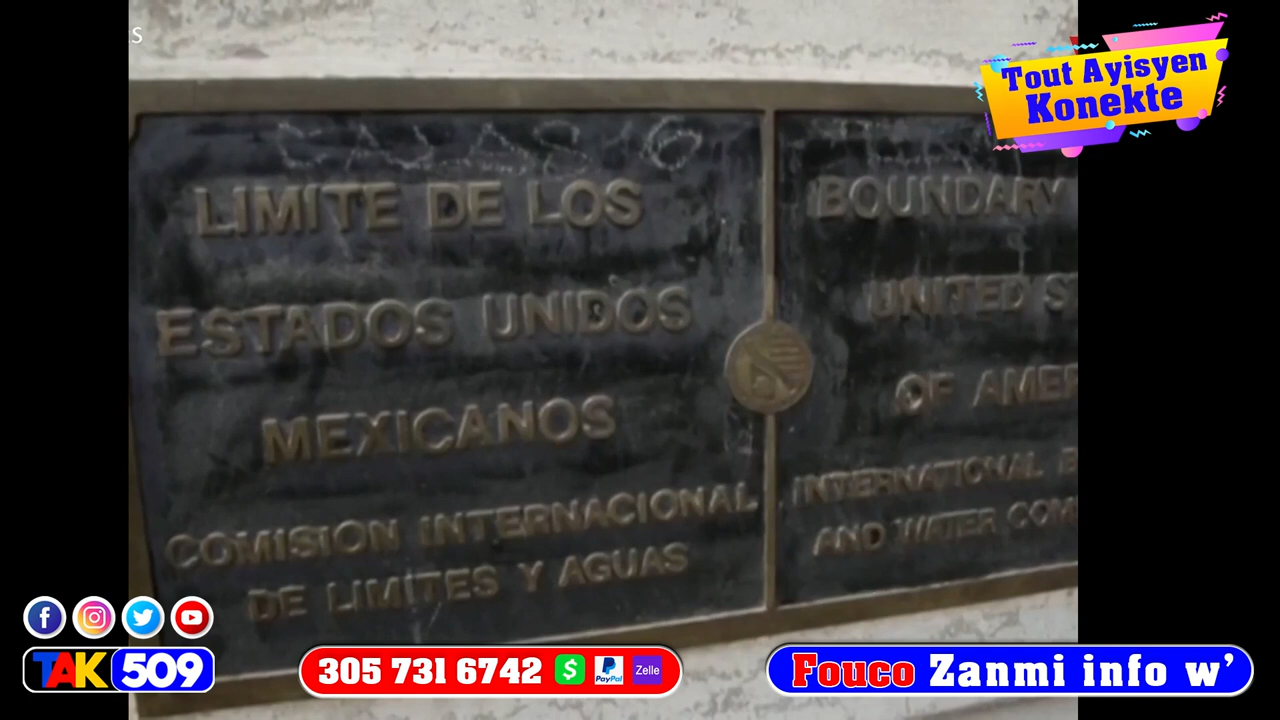 S
Tout Ayisyen
Konekte
LIMITE DE LOS
ESTADOS UNIDOS
MEXICANOS
COMISION INTERNACIONAL
DE LIMITES Y AGUAS
BOUNDARY
UNITED S
OF AMER
INTERNATIONAL B
AND WATER COM
TAK 509
305 731 6742
$ PayPal Zelle
Fouco Zanmi info w’